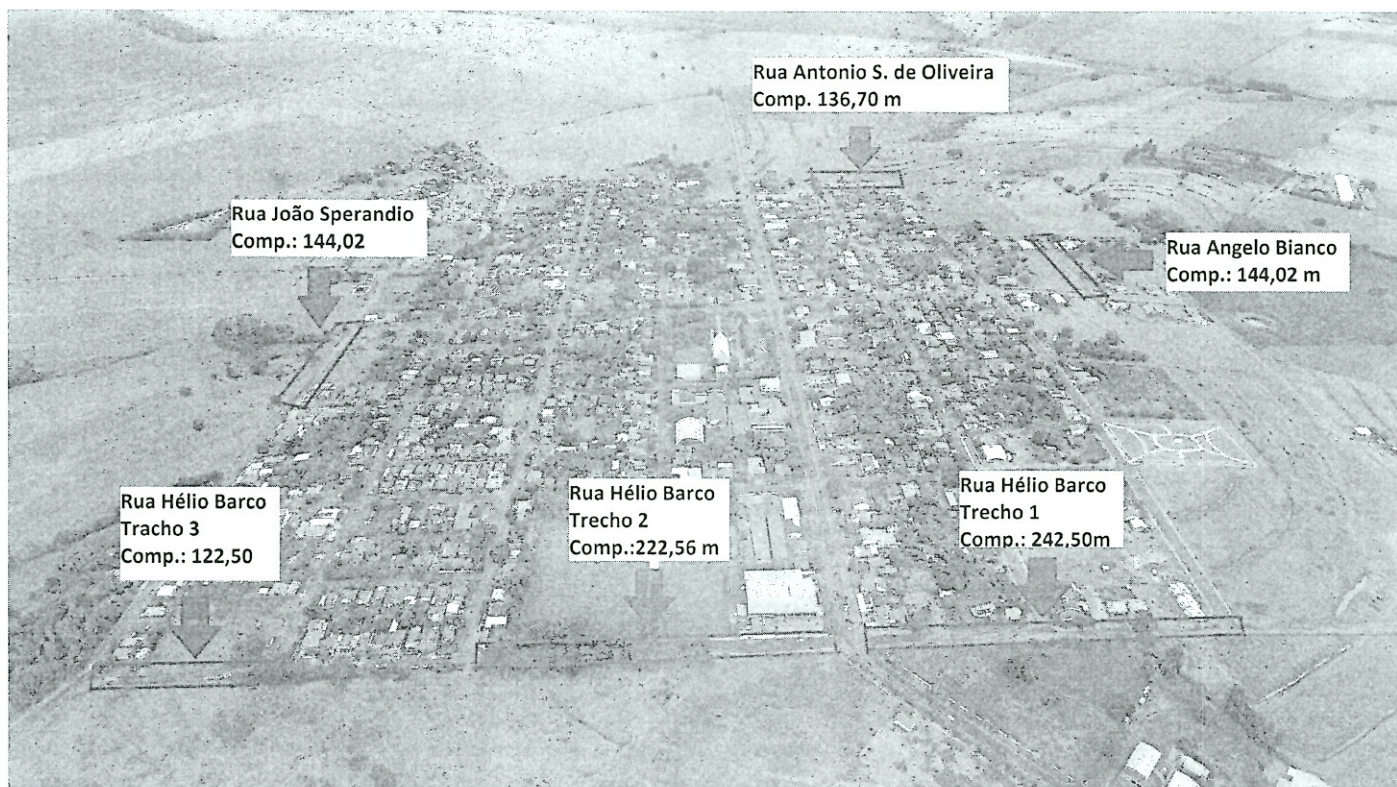 Rua Antonio S. de Oliveira
Comp. 136,70 m
Rua João Sperandio
Comp.: 144,02
Rua Angelo Bianco
Comp.: 144,02 m
Rua Hélio Barco
Tracho 3
Comp.: 122,50
Rua Hélio Barco
Trecho 2
Comp.:222,56 m
Rua Hélio Barco
Trecho 1
Comp.: 242,50m